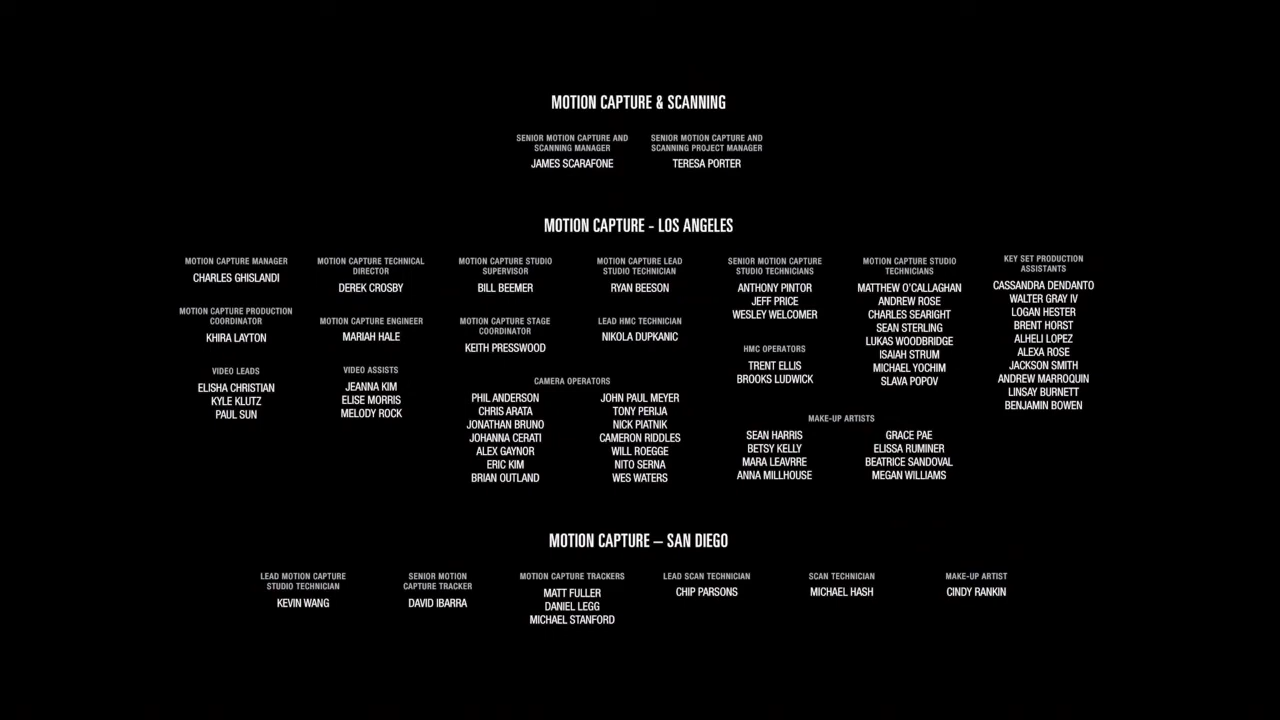 MOTION CAPTURE & SCANNING
SENIOR MOTION CAPTURE AND
SCANNING MANAGER
JAMES SCARAFONE
SENIOR MOTION CAPTURE AND
SCANNING PROJECT MANAGER
TERESA PORTER
MOTION CAPTURE - LOS ANGELES
MOTION CAPTURE MANAGER
CHARLES GHISLANDI
MOTION CAPTURE PRODUCTION
COORDINATOR
KHIRA LAYTON
VIDEO LEADS
ELISHA CHRISTIAN
KYLE KLUTZ
PAUL SUN
MOTION CAPTURE TECHNICAL
DIRECTOR
DEREK CROSBY
MOTION CAPTURE ENGINEER
MARIAH HALE
VIDEO ASSISTS
JEANNA KIM
ELISE MORRIS
MELODY ROCK
MOTION CAPTURE STUDIO
SUPERVISOR
BILL BEEMER
MOTION CAPTURE STAGE
COORDINATOR
KEITH PRESSWOOD
MOTION CAPTURE LEAD
STUDIO TECHNICIAN
RYAN BEESON
LEAD HMC TECHNICIAN
NIKOLA DUPKANIC
CAMERA OPERATORS
PHIL ANDERSON
CHRIS ARATA
JONATHAN BRUNO
JOHANNA CERATI
ALEX GAYNOR
ERIC KIM
BRIAN OUTLAND
JOHN PAUL MEYER
TONY PERIJA
NICK PIATNIK
CAMERON RIDDLES
WILL ROEGGE
NITO SERNA
WES WATERS
SENIOR MOTION CAPTURE
STUDIO TECHNICIANS
ANTHONY PINTOR
JEFF PRICE
WESLEY WELCOMER
HMC OPERATORS
TRENT ELLIS
BROOKS LUDWICK
MOTION CAPTURE STUDIO
TECHNICIANS
MATTHEW O'CALLAGHAN
ANDREW ROSE
CHARLES SEARIGHT
SEAN STERLING
LUKAS WOODBRIDGE
ISAIAH STRUM
MICHAEL YOCHIM
SLAVA POPOV
MAKE-UP ARTISTS
SEAN HARRIS
BETSY KELLY
MARA LEAVRRE
ANNA MILLHOUSE
GRACE PAE
ELISSA RUMINER
BEATRICE SANDOVAL
MEGAN WILLIAMS
KEY SET PRODUCTION
ASSISTANTS
CASSANDRA DENDANTO
WALTER GRAY IV
LOGAN HESTER
BRENT HORST
ALHELI LOPEZ
ALEXA ROSE
JACKSON SMITH
ANDREW MARROQUIN
LINSAY BURNETT
BENJAMIN BOWEN
MOTION CAPTURE – SAN DIEGO
LEAD MOTION CAPTURE
STUDIO TECHNICIAN
KEVIN WANG
SENIOR MOTION
CAPTURE TRACKER
DAVID IBARRA
MOTION CAPTURE TRACKERS
MATT FULLER
DANIEL LEGG
MICHAEL STANFORD
LEAD SCAN TECHNICIAN
CHIP PARSONS
SCAN TECHNICIAN
MICHAEL HASH
MAKE-UP ARTIST
CINDY RANKIN